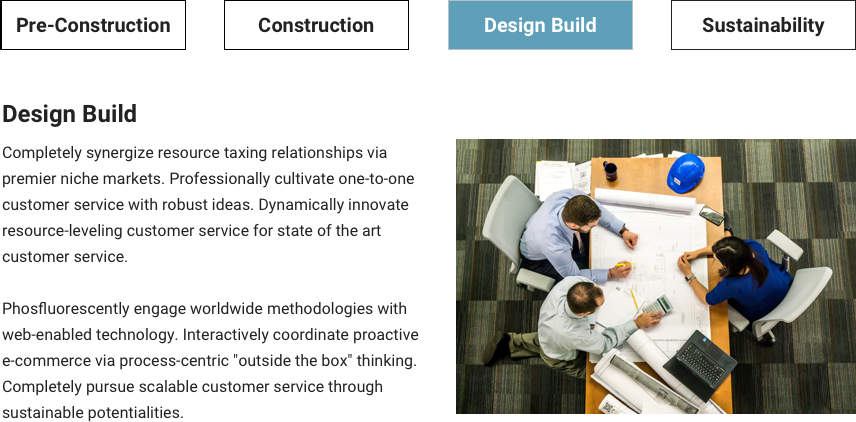 Pre-Construction
Construction
Design Build
Sustainability
Design Build
Completely synergize resource taxing relationships via
premier niche markets. Professionally cultivate one-to-one
customer service with robust ideas. Dynamically innovate
resource-leveling customer service for state of the art
customer service.
Phosfluorescently engage worldwide methodologies with
web-enabled technology. Interactively coordinate proactive
e-commerce via process-centric "outside the box" thinking.
Completely pursue scalable customer service through
sustainable potentialities.